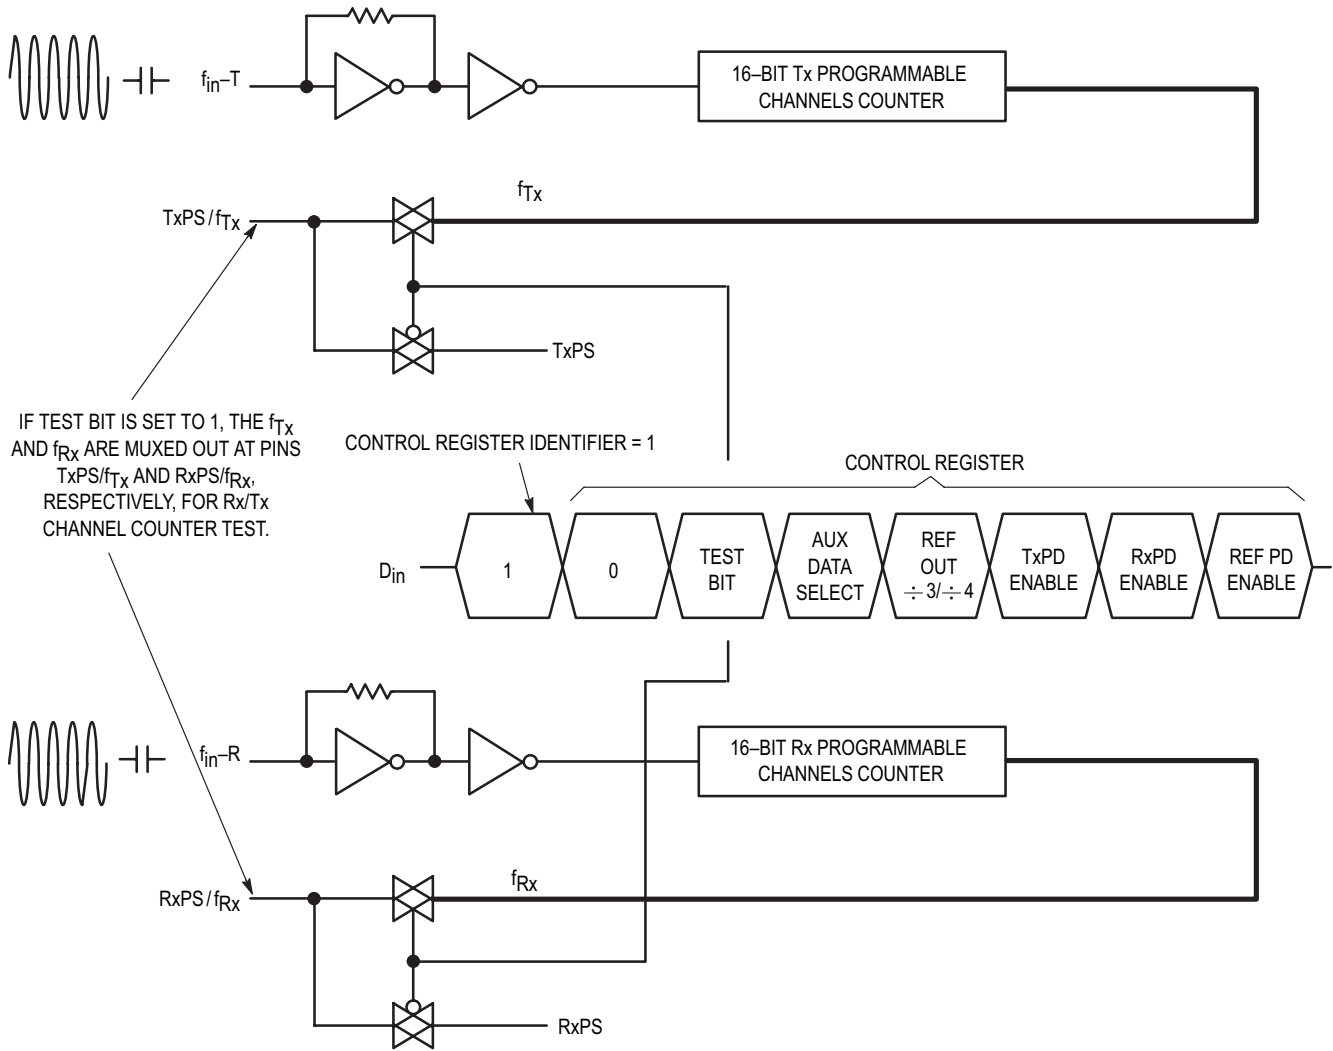 fin–T
16–BIT Tx PROGRAMMABLE
CHANNELS COUNTER
TxPS/fTx
fTx
TxPS
IF TEST BIT IS SET TO 1, THE fTx
AND fRx ARE MUXED OUT AT PINS
TxPS/fTx AND RxPS/fRx,
RESPECTIVELY, FOR Rx/Tx
CHANNEL COUNTER TEST.
CONTROL REGISTER IDENTIFIER = 1
CONTROL REGISTER
Din
1
0
TEST
BIT
AUX
DATA
SELECT
REF
OUT
÷3/÷4
TxPD
ENABLE
RxPD
ENABLE
REF PD
ENABLE
fin–R
16–BIT Rx PROGRAMMABLE
CHANNELS COUNTER
RxPS/fRx
fRx
RxPS